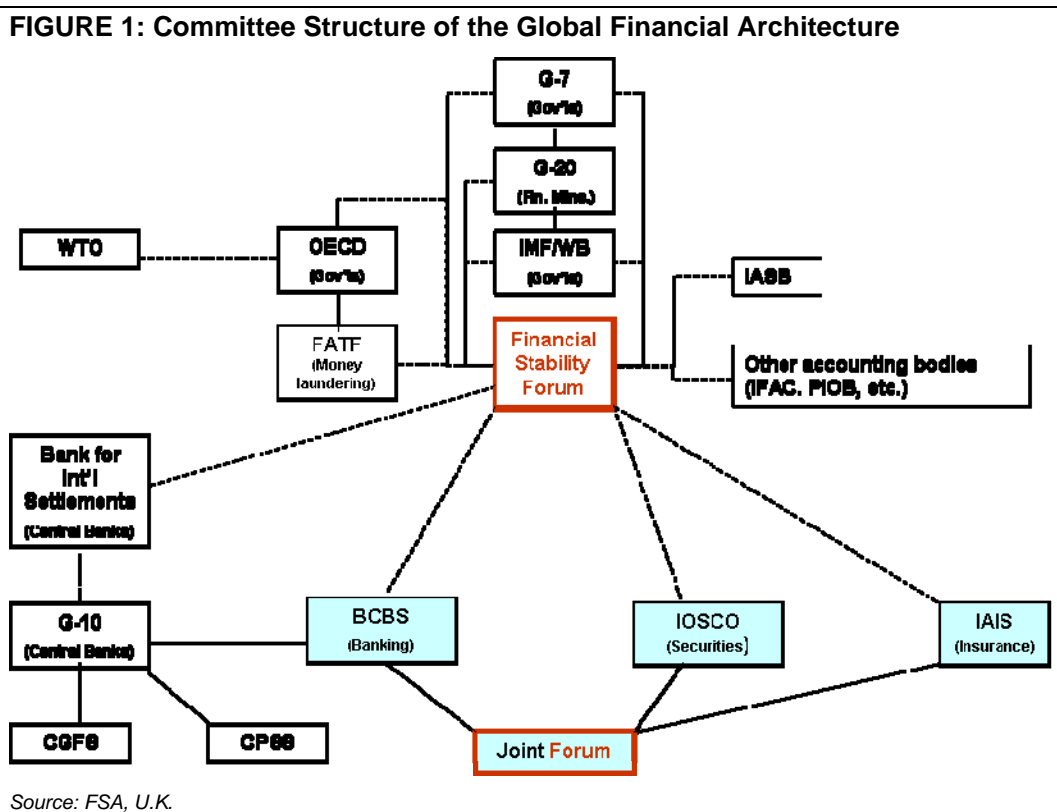 FIGURE 1: Committee Structure of the Global Financial Architecture
G-7
(Gov'ts)
G-20
(Fin. Mins.)
WTO
OECD
(Gov'ts)
IMF/WB
(Gov'ts)
IASB
FATF
(Money
laundering)
Financial
Stability
Forum
Other accounting bodies
(IFAC. PIOB, etc.)
Bank for
Int'l
Settlements
(Central Banks)
G-10
(Central Banks)
BCBS
(Banking)
IOSCO
(Securities)
IAIS
(Insurance)
CGFS
CPSS
Joint Forum
Source: FSA, U.K.